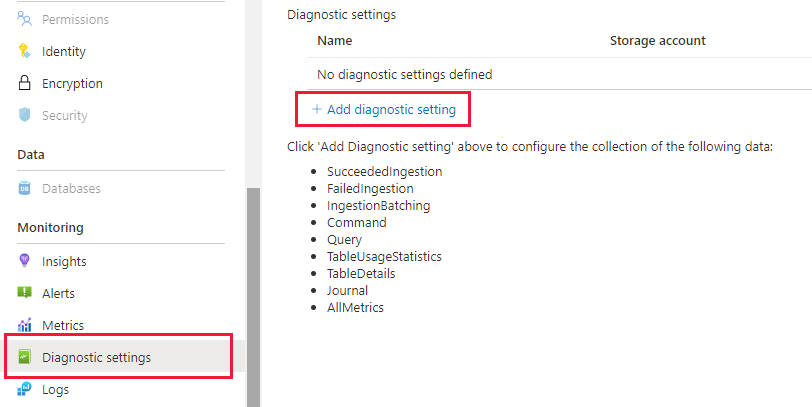 Permissions
Identity
Encryption
Security
Data
Databases
Monitoring
Insights
Alerts
Metrics
Diagnostic settings
Logs
Diagnostic settings
Name Storage account
No diagnostic settings defined
+ Add diagnostic setting
Click 'Add Diagnostic setting' above to configure the collection of the following data:
• SucceededIngestion
• FailedIngestion
• IngestionBatching
• Command
• Query
• TableUsageStatistics
• TableDetails
• Journal
• AllMetrics